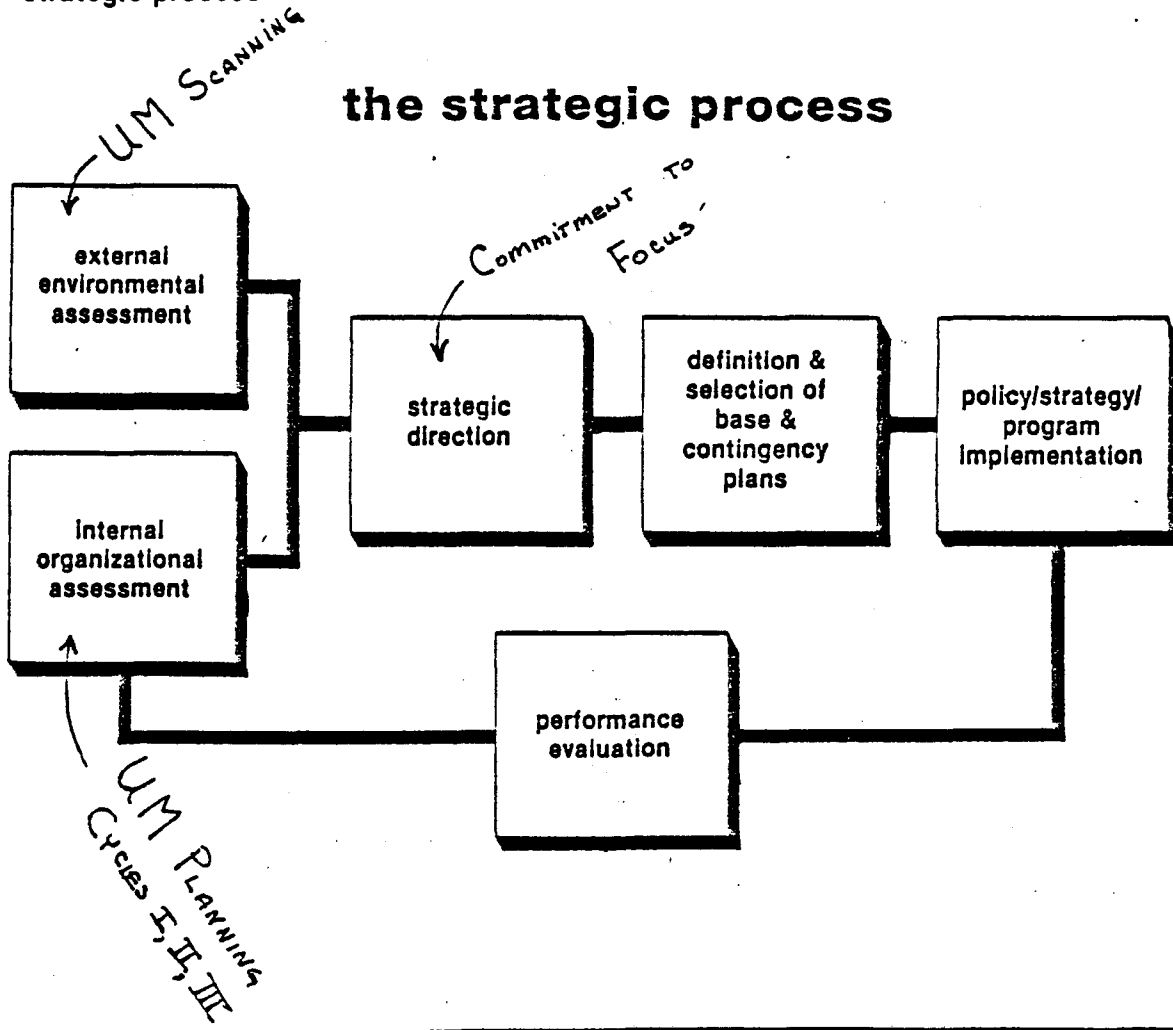 strategic process
UM SCANNING
the strategic process
COMMITMENT TO
FOCUS
external
environmental
assessment
strategic
direction
definition &
selection of
base &
contingency
plans
policy/strategy/
program
implementation
internal
organizational
assessment
performance
evaluation
UM PLANNING
CYCLES I, II, III